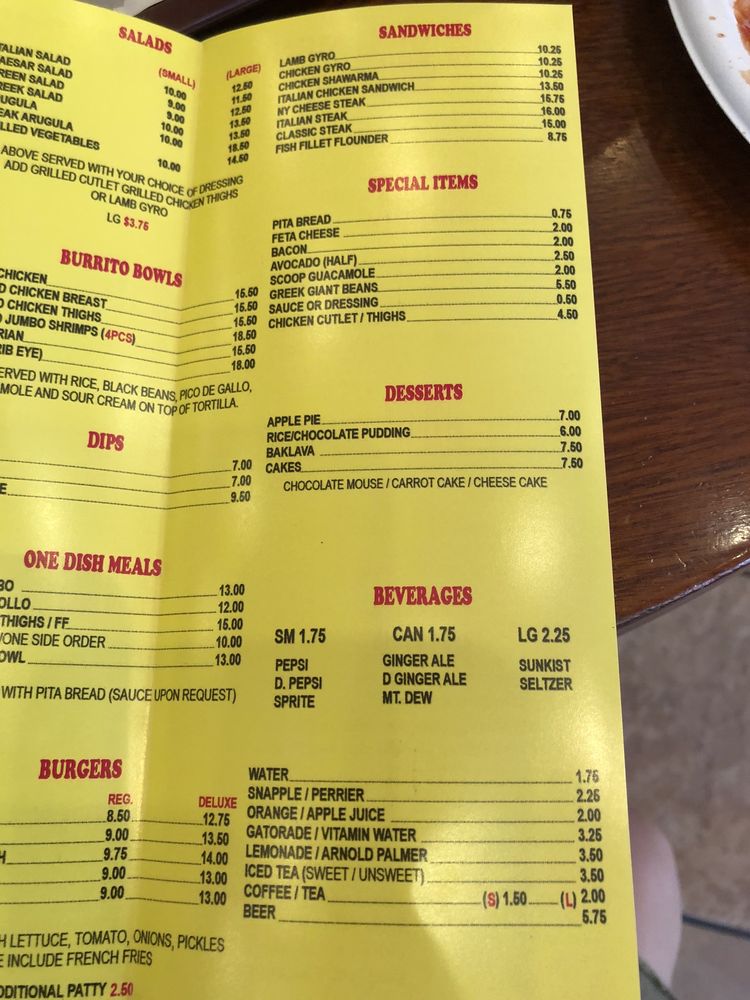 SALADS
(SMALL) (LARGE)
TALIAN SALAD 10.00 12.50
AESAR SALAD 9.00 11.50
REEN SALAD 9.00 12.50
REEK SALAD 10.00 13.50
UGULA 10.00 13.50
EAK ARUGULA 18.50
LLED VEGETABLES 10.00 14.50
ABOVE SERVED WITH YOUR CHOICE OF DRESSING
ADD GRILLED CUTLET GRILLED CHICKEN THIGHS
OR LAMB GYRO
LG $3.75
BURRITO BOWLS
CHICKEN 15.50
D CHICKEN BREAST 15.50
D CHICKEN THIGHS 15.50
JUMBO SHRIMPS (4PCS) 18.50
RIAN 15.50
RIB EYE) 18.00
ERVED WITH RICE, BLACK BEANS, PICO DE GALLO,
MOLE AND SOUR CREAM ON TOP OF TORTILLA.
DIPS
7.00
7.00
E 9.50
ONE DISH MEALS
BO 13.00
OLLO 12.00
THIGHS / FF 15.00
/ONE SIDE ORDER 10.00
OWL 13.00
WITH PITA BREAD (SAUCE UPON REQUEST)
BURGERS
REG. DELUXE
8.50 12.75
9.00 13.50
H 9.75 14.00
9.00 13.00
9.00 13.00
H LETTUCE, TOMATO, ONIONS, PICKLES
E INCLUDE FRENCH FRIES
DDITIONAL PATTY 2.50
SANDWICHES
LAMB GYRO 10.25
CHICKEN GYRO 10.25
CHICKEN SHAWARMA 10.25
ITALIAN CHICKEN SANDWICH 13.50
NY CHEESE STEAK 15.75
ITALIAN STEAK 16.00
CLASSIC STEAK 15.00
FISH FILLET FLOUNDER 8.75
SPECIAL ITEMS
PITA BREAD 0.75
FETA CHEESE 2.00
BACON 2.00
AVOCADO (HALF) 2.50
SCOOP GUACAMOLE 2.00
GREEK GIANT BEANS 5.50
SAUCE OR DRESSING 0.50
CHICKEN CUTLET / THIGHS 4.50
DESSERTS
APPLE PIE 7.00
RICE/CHOCOLATE PUDDING 6.00
BAKLAVA 7.50
CAKES 7.50
CHOCOLATE MOUSE / CARROT CAKE / CHEESE CAKE
BEVERAGES
SM 1.75 CAN 1.75 LG 2.25
PEPSI GINGER ALE SUNKIST
D. PEPSI D GINGER ALE SELTZER
SPRITE MT. DEW
WATER 1.75
SNAPPLE / PERRIER 2.25
ORANGE / APPLE JUICE 2.00
GATORADE / VITAMIN WATER 3.25
LEMONADE / ARNOLD PALMER 3.50
ICED TEA (SWEET / UNSWEET) 3.50
COFFEE / TEA (S) 1.50 (L) 2.00
BEER 5.75